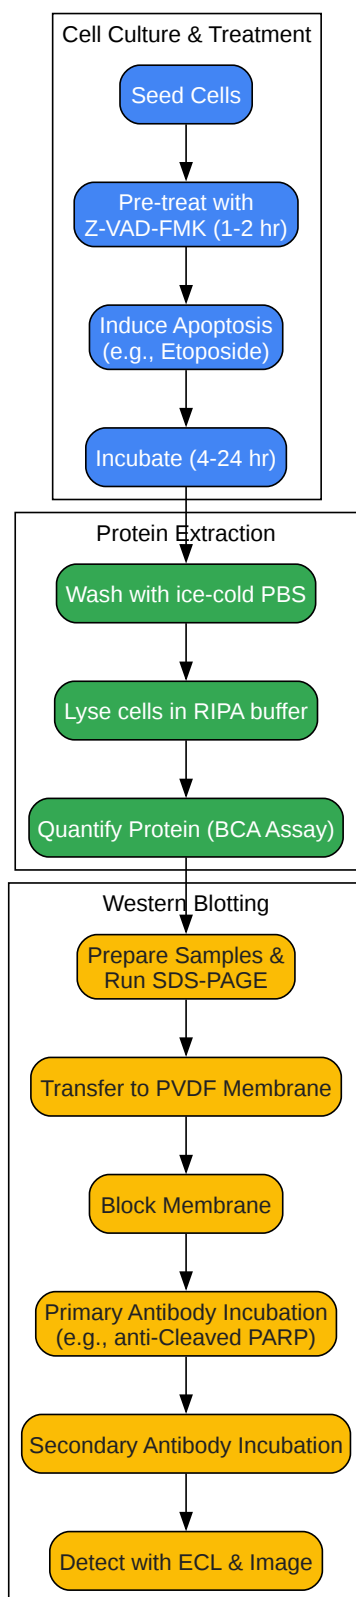 Cell Culture & Treatment
Seed Cells
Pre-treat with
Z-VAD-FMK (1-2 hr)
Induce Apoptosis
(e.g., Etoposide)
Incubate (4-24 hr)
Protein Extraction
Wash with ice-cold PBS
Lyse cells in RIPA buffer
Quantify Protein (BCA Assay)
Western Blotting
Prepare Samples &
Run SDS-PAGE
Transfer to PVDF Membrane
Block Membrane
Primary Antibody Incubation
(e.g., anti-Cleaved PARP)
Secondary Antibody Incubation
Detect with ECL & Image